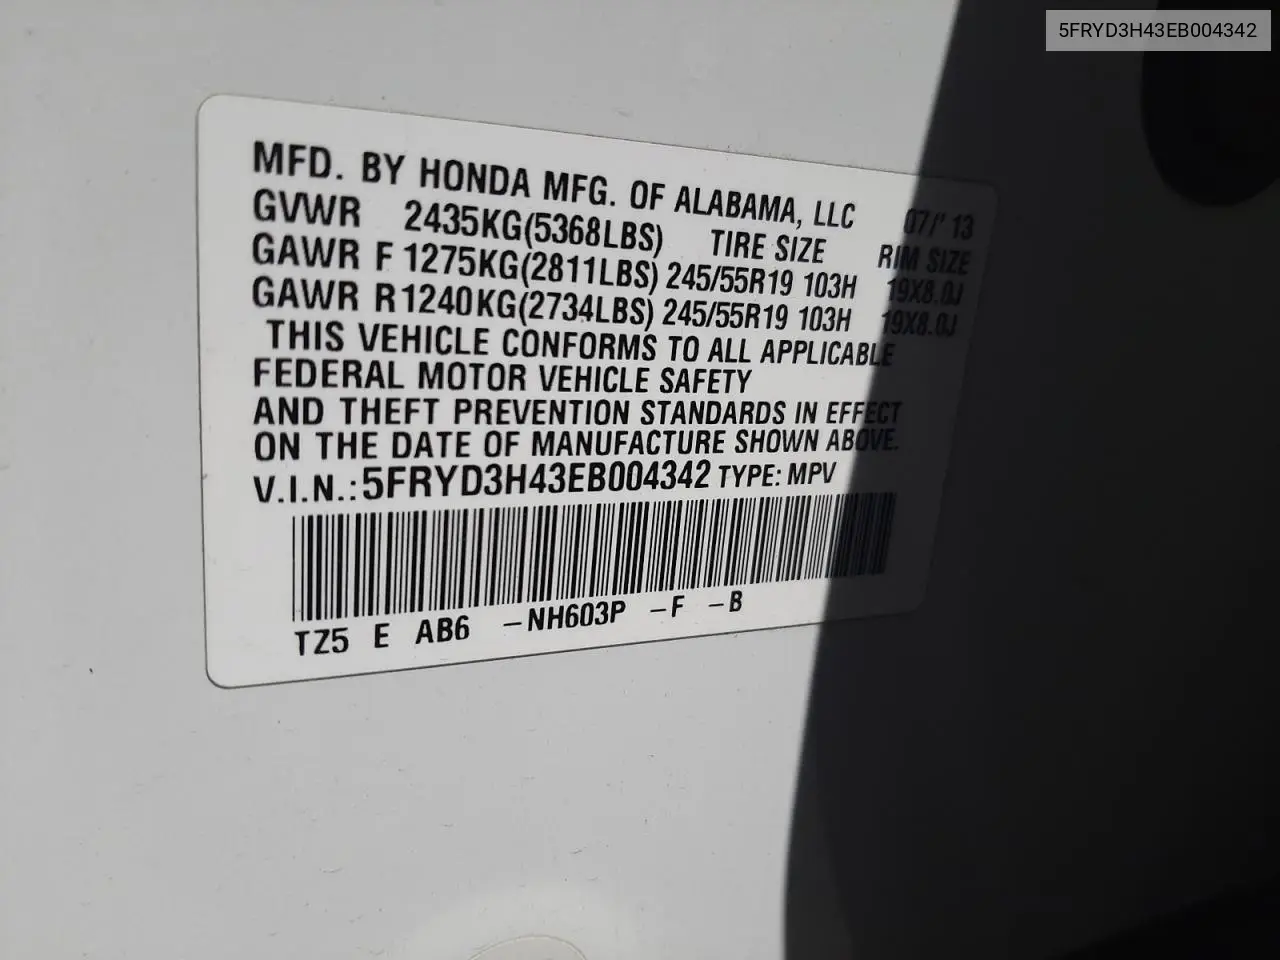 5FRYD3H43EB004342
MFD. BY HONDA MFG. OF ALABAMA, LLC 07/' 13
GVWR 2435KG(5368LBS) TIRE SIZE RIM SIZE
GAWR F 1275KG(2811LBS) 245/55R19 103H 19X8.0J
GAWR R1240KG(2734LBS) 245/55R19 103H 19X8.0J
THIS VEHICLE CONFORMS TO ALL APPLICABLE
FEDERAL MOTOR VEHICLE SAFETY
AND THEFT PREVENTION STANDARDS IN EFFECT
ON THE DATE OF MANUFACTURE SHOWN ABOVE.
V.I.N.:5FRYD3H43EB004342 TYPE: MPV
TZ5 E AB6 -NH603P -F -B